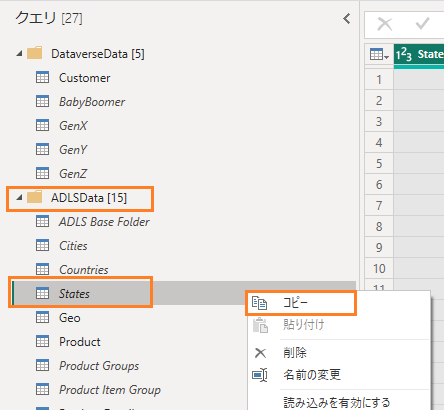 クエリ [27]
DataverseData [5]
Customer
BabyBoomer
GenX
GenY
GenZ
ADLSData [15]
ADLS Base Folder
Cities
Countries
States
Geo
Product
Product Groups
Product Item Group
1²3 State
1
2
3
4
5
6
7
8
9
10
11
コピー
貼り付け
削除
名前の変更
読み込みを有効にする